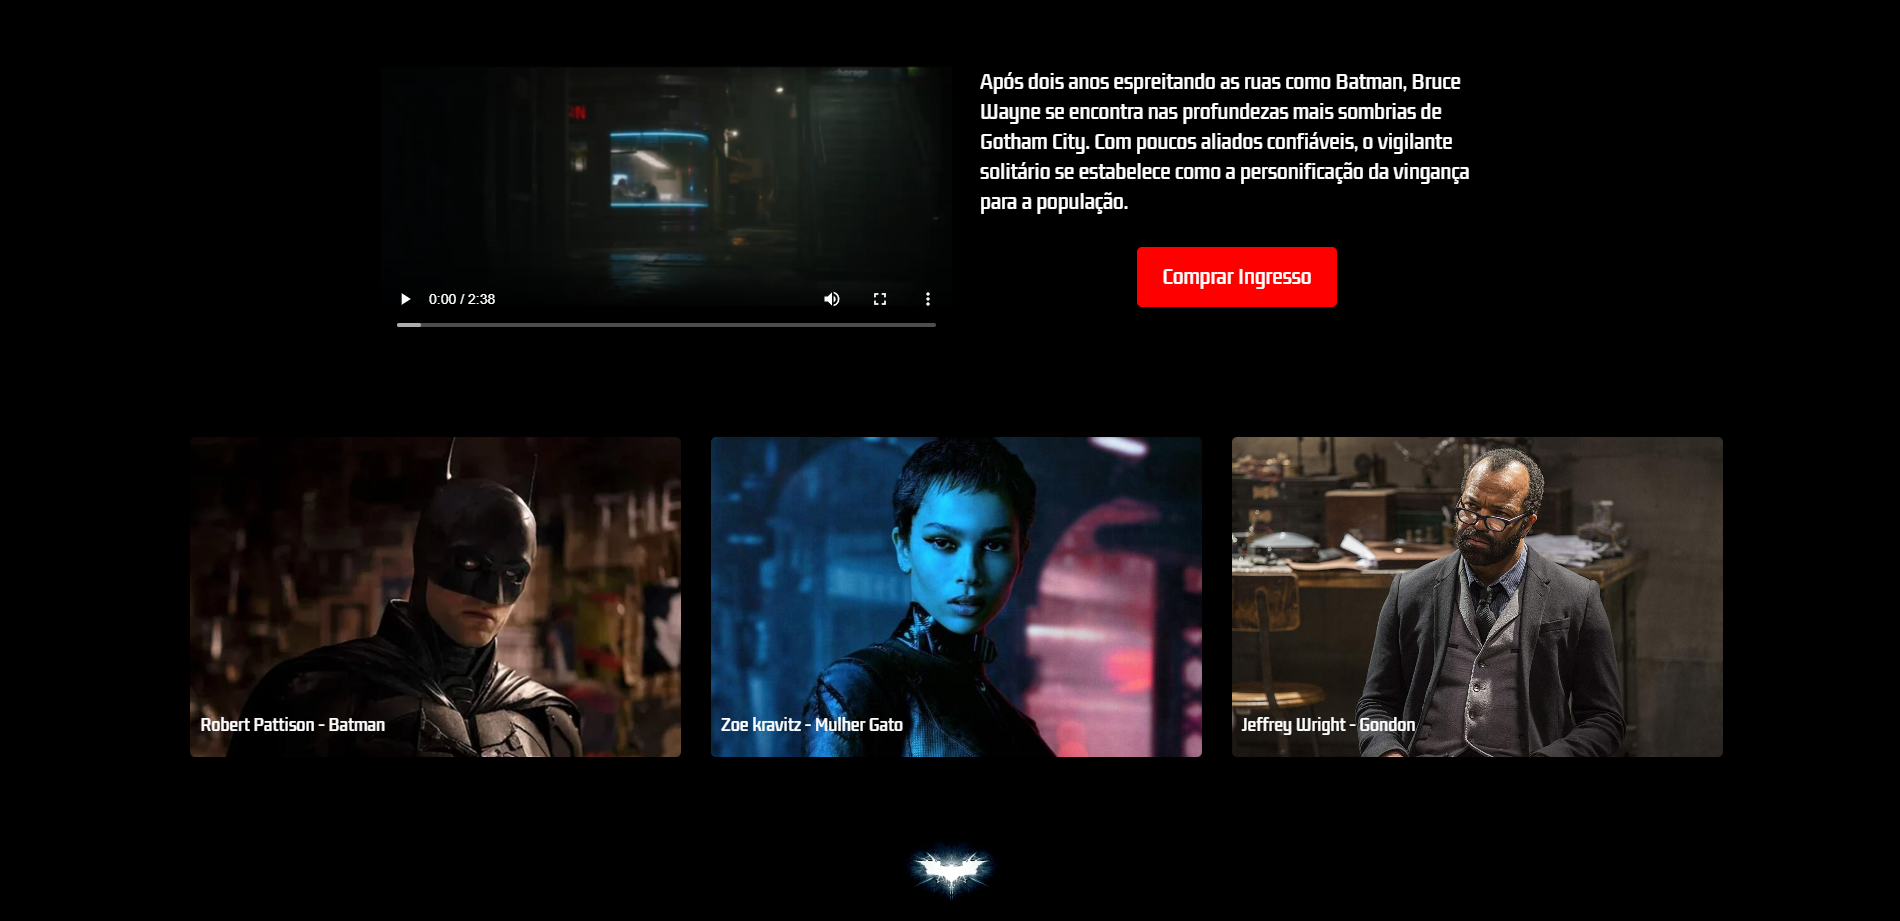 Após dois anos espreitando as ruas como Batman, Bruce
Wayne se encontra nas profundezas mais sombrias de
Gotham City. Com poucos aliados confiáveis, o vigilante
solitário se estabelece como a personificação da vingança
para a população.
Comprar Ingresso
0:00 / 2:38
THE
Robert Pattison - Batman
Zoe kravitz - Mulher Gato
Jeffrey Wright - Gondon